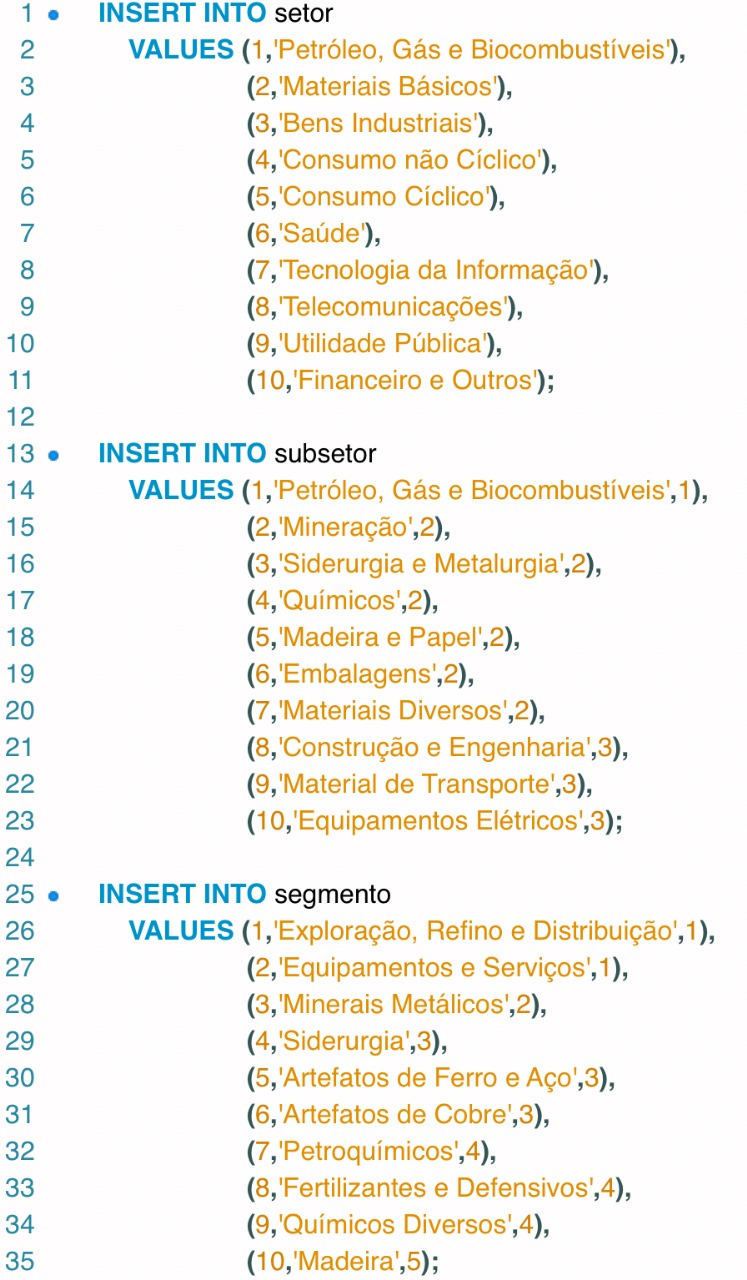 1 INSERT INTO setor
2 VALUES (1,'Petróleo, Gás e Biocombustíveis'),
3 (2,'Materiais Básicos'),
4 (3,'Bens Industriais'),
5 (4,'Consumo não Cíclico'),
6 (5,'Consumo Cíclico'),
7 (6,'Saúde'),
8 (7,'Tecnologia da Informação'),
9 (8,'Telecomunicações'),
10 (9,'Utilidade Pública'),
11 (10,'Financeiro e Outros');
12
13 INSERT INTO subsetor
14 VALUES (1,'Petróleo, Gás e Biocombustíveis',1),
15 (2,'Mineração',2),
16 (3,'Siderurgia e Metalurgia',2),
17 (4,'Químicos',2),
18 (5,'Madeira e Papel',2),
19 (6,'Embalagens',2),
20 (7,'Materiais Diversos',2),
21 (8,'Construção e Engenharia',3),
22 (9,'Material de Transporte',3),
23 (10,'Equipamentos Elétricos',3);
24
25 INSERT INTO segmento
26 VALUES (1,'Exploração, Refino e Distribuição',1),
27 (2,'Equipamentos e Serviços',1),
28 (3,'Minerais Metálicos',2),
29 (4,'Siderurgia',3),
30 (5,'Artefatos de Ferro e Aço',3),
31 (6,'Artefatos de Cobre',3),
32 (7,'Petroquímicos',4),
33 (8,'Fertilizantes e Defensivos',4),
34 (9,'Químicos Diversos',4),
35 (10,'Madeira',5);